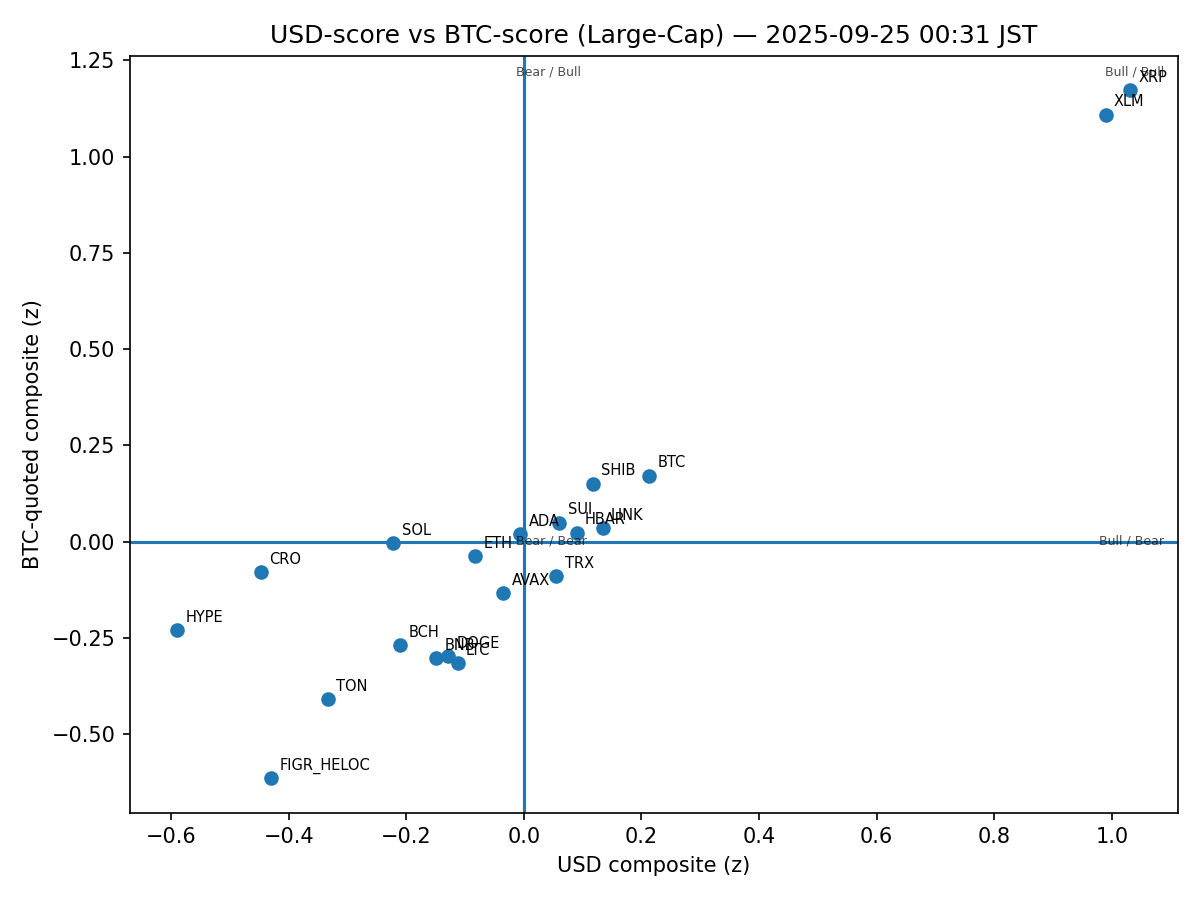 USD-score vs BTC-score (Large-Cap) — 2025-09-25 00:31 JST
1.25
Bear / Bull
Bull / Bull
XRP
XLM
1.00
0.75
0.50
0.25
BTC
SHIB
SUI
LINK
HBAR
ADA
SOL
ETH
0.00
Bear / Bear
Bull / Bear
CRO
TRX
AVAX
HYPE
−0.25
BCH
DOGE
BNB
LTC
TON
−0.50
FIGR_HELOC
−0.6
−0.4
−0.2
0.0
0.2
0.4
0.6
0.8
1.0
USD composite (z)
BTC-quoted composite (z)